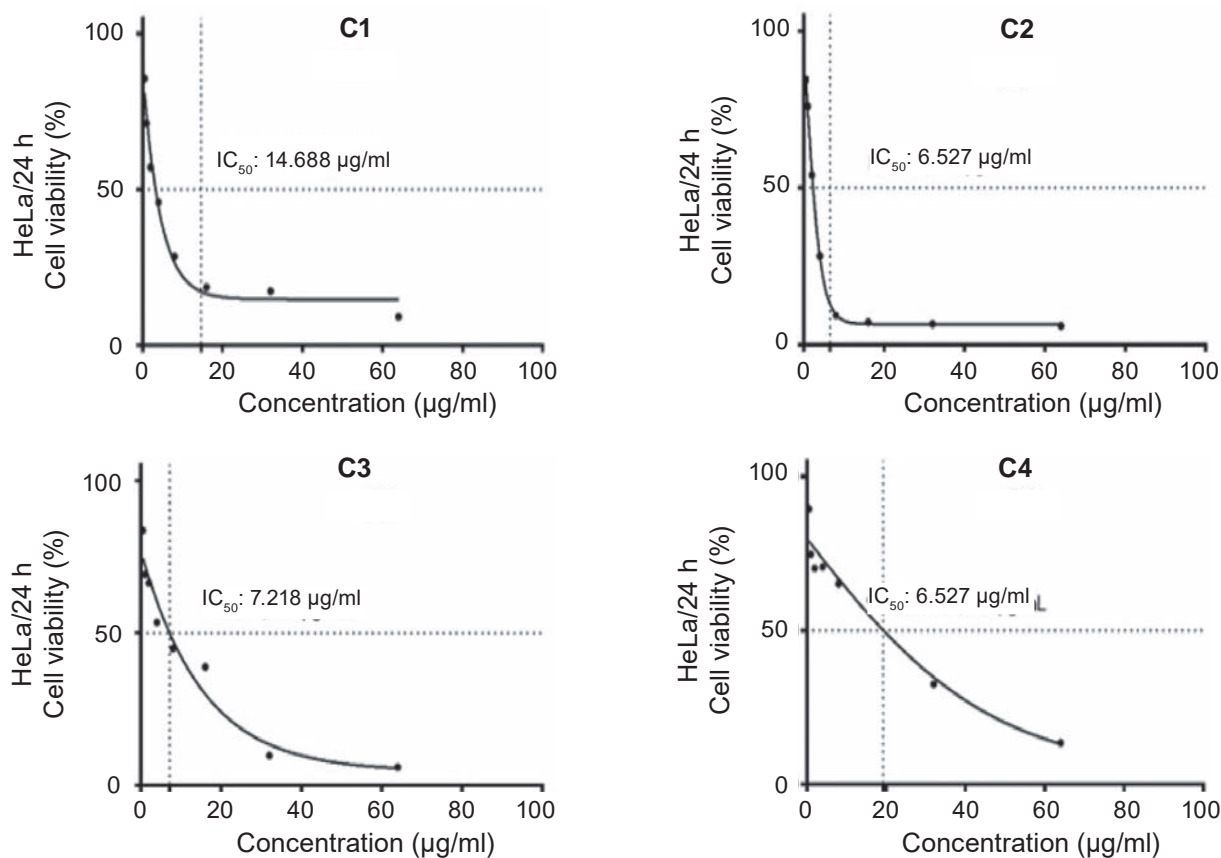 C1
HeLa/24 h
Cell viability (%)
100
50
0
IC50: 14.688 µg/ml
0 20 40 60 80 100
Concentration (µg/ml)
C2
HeLa/24 h
Cell viability (%)
100
50
0
IC50: 6.527 µg/ml
0 20 40 60 80 100
Concentration (µg/ml)
C3
HeLa/24 h
Cell viability (%)
100
50
0
IC50: 7.218 µg/ml
0 20 40 60 80 100
Concentration (µg/ml)
C4
HeLa/24 h
Cell viability (%)
100
50
0
IC50: 6.527 µg/ml
0 20 40 60 80 100
Concentration (µg/ml)